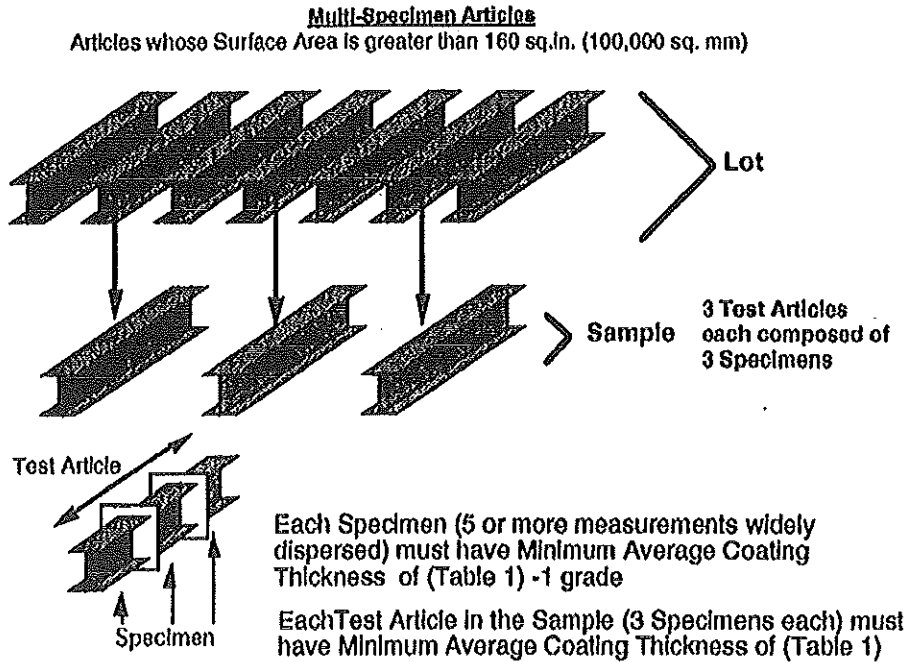 Multi-Specimen Articles
Articles whose Surface Area is greater than 160 sq.in. (100,000 sq. mm)
Lot
Sample
3 Test Articles
each composed of
3 Specimens
Test Article
Each Specimen (5 or more measurements widely
dispersed) must have Minimum Average Coating
Thickness of (Table 1) -1 grade
Specimen
EachTest Article in the Sample (3 Specimens each) must
have Minimum Average Coating Thickness of (Table 1)